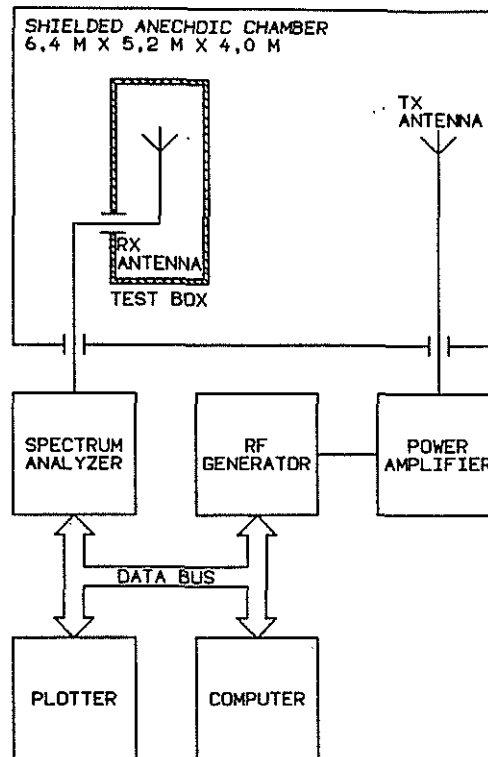 SHIELDED ANECHOIC CHAMBER
6,4 M X 5,2 M X 4,0 M
TX
ANTENNA
RX
ANTENNA
TEST BOX
SPECTRUM
ANALYZER
RF
GENERATOR
POWER
AMPLIFIER
DATA BUS
PLOTTER
COMPUTER